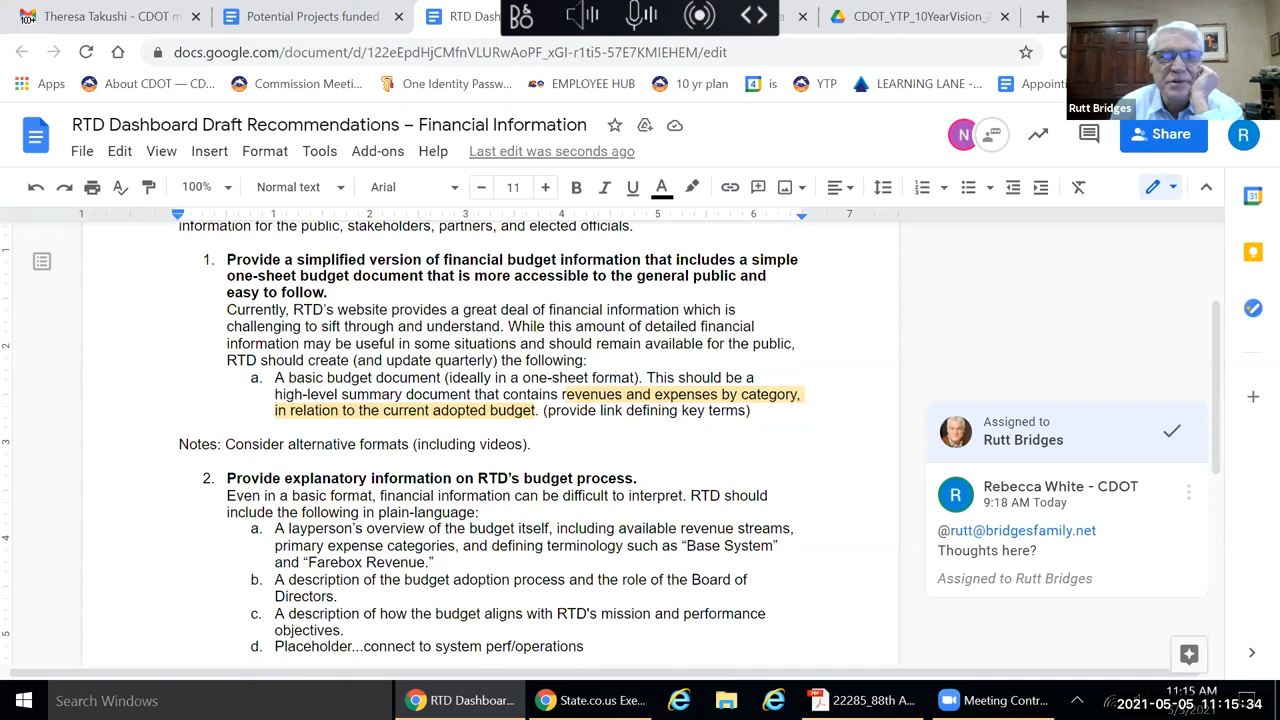 Theresa Takushi - CDOT m
Potential Projects funded
RTD Das
CDOT_YTP_10YearVision_2
docs.google.com/document/d/122eEpdHjCMfnVLURwAoPF_xGI-r1ti5-57E7KMIEHEM/edit
Apps
About CDOT — CD...
Commision Meeti...
One Identity Passw...
EMPLOYEE HUB
10 yr plan
is
YTP
LEARNING LANE -...
Appointi
Rutt Bridges
RTD Dashboard Draft Recommendations – Financial Information
File Edit View Insert Format Tools Add-ons Help Last edit was seconds ago
N
Share
R
100% Normal text Arial 11
1 1 2 3 4 5 6 7
information for the public, stakeholders, partners, and elected officials.
1. Provide a simplified version of financial budget information that includes a simple
one-sheet budget document that is more accessible to the general public and
easy to follow.
Currently, RTD's website provides a great deal of financial information which is
challenging to sift through and understand. While this amount of detailed financial
information may be useful in some situations and should remain available for the public,
RTD should create (and update quarterly) the following:
a. A basic budget document (ideally in a one-sheet format). This should be a
high-level summary document that contains revenues and expenses by category,
in relation to the current adopted budget. (provide link defining key terms)
Notes: Consider alternative formats (including videos).
2. Provide explanatory information on RTD's budget process.
Even in a basic format, financial information can be difficult to interpret. RTD should
include the following in plain-language:
a. A layperson's overview of the budget itself, including available revenue streams,
primary expense categories, and defining terminology such as “Base System”
and “Farebox Revenue.”
b. A description of the budget adoption process and the role of the Board of
Directors.
c. A description of how the budget aligns with RTD's mission and performance
objectives.
d. Placeholder...connect to system perf/operations
Assigned to
Rutt Bridges
R
Rebecca White - CDOT
9:18 AM Today
@rutt@bridgesfamily.net
Thoughts here?
Assigned to Rutt Bridges
Search Windows
RTD Dashboar...
State.co.us Exe...
22285_88th A...
Meeting Contr...
11:15 AM
2021-05-05 11:15:34